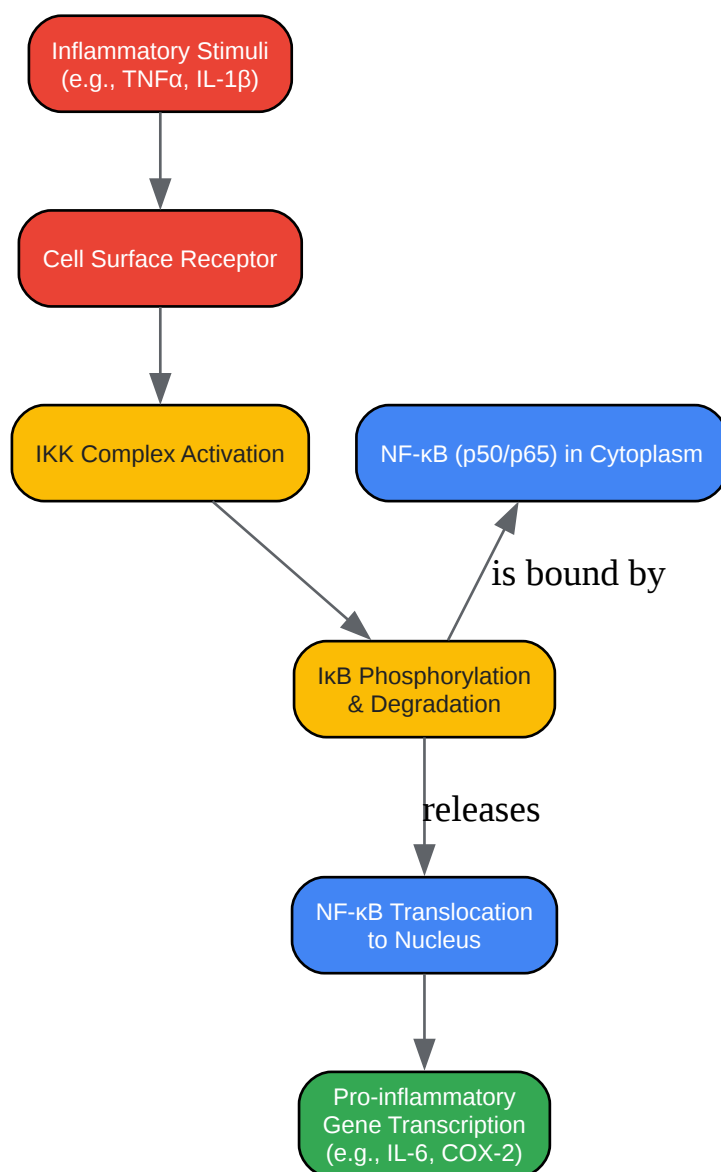 Inflammatory Stimuli
(e.g., TNFα, IL-1β)
Cell Surface Receptor
IKK Complex Activation
NF-κB (p50/p65) in Cytoplasm
is bound by
IκB Phosphorylation
& Degradation
releases
NF-κB Translocation
to Nucleus
Pro-inflammatory
Gene Transcription
(e.g., IL-6, COX-2)